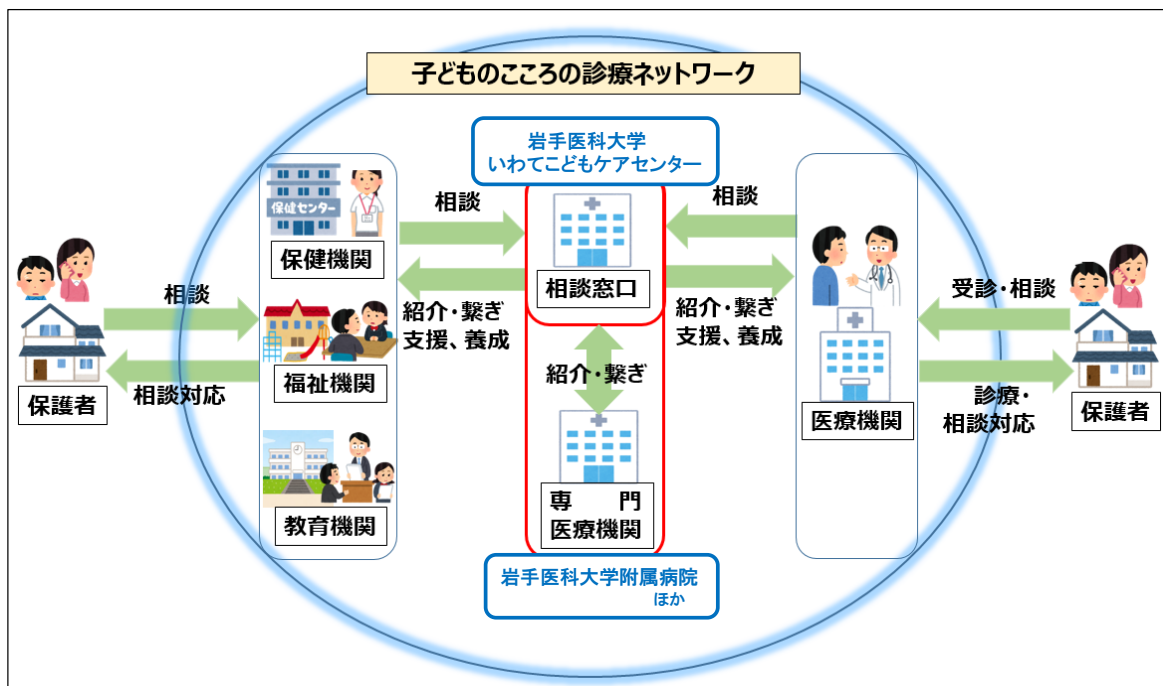 子どものこころの診療ネットワーク
岩手医科大学
いわてこどもケアセンター
保健センター
保健機関
相談
相談
相談窓口
紹介・繋ぎ
支援、養成
紹介・繋ぎ
支援、養成
相談
相談対応
保護者
福祉機関
教育機関
紹介・繋ぎ
専　門
医療機関
岩手医科大学附属病院
ほか
医療機関
受診・相談
診療・
相談対応
保護者